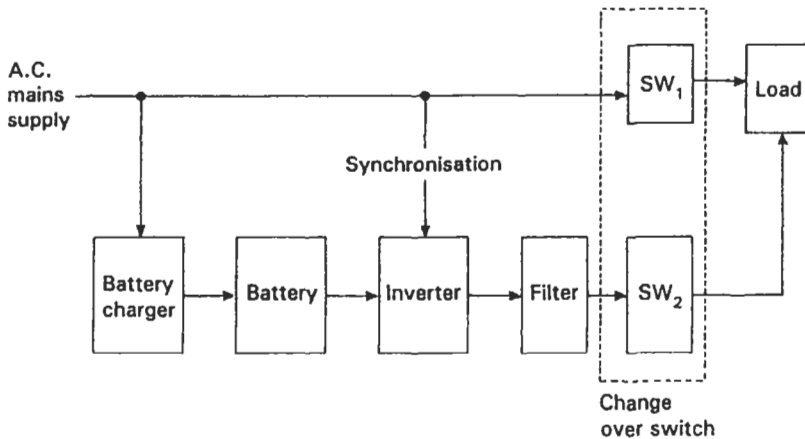 A.C.
mains
supply
SW₁
Load
Synchronisation
Battery
charger
Battery
Inverter
Filter
SW₂
Change
over switch